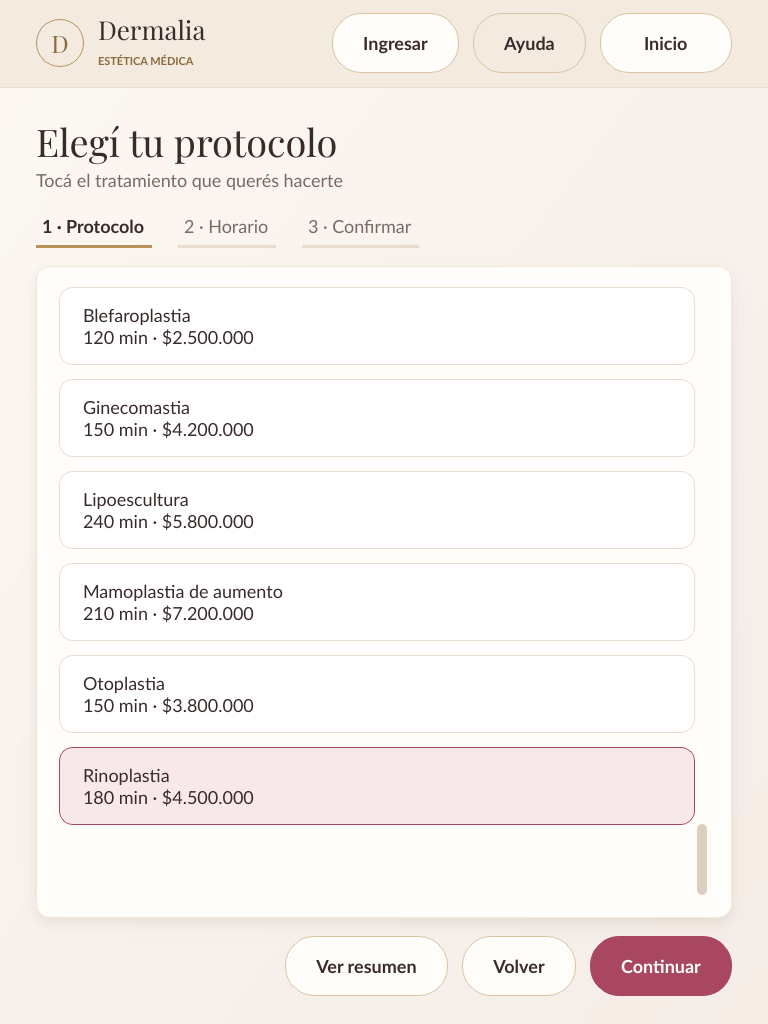 D
Dermalia
ESTÉTICA MÉDICA
Ingresar
Ayuda
Inicio
Elegí tu protocolo
Tocá el tratamiento que querés hacerte
1 · Protocolo
2 · Horario
3 · Confirmar
Blefaroplastia
120 min · $2.500.000
Ginecomastia
150 min · $4.200.000
Lipoescultura
240 min · $5.800.000
Mamoplastia de aumento
210 min · $7.200.000
Otoplastia
150 min · $3.800.000
Rinoplastia
180 min · $4.500.000
Ver resumen
Volver
Continuar